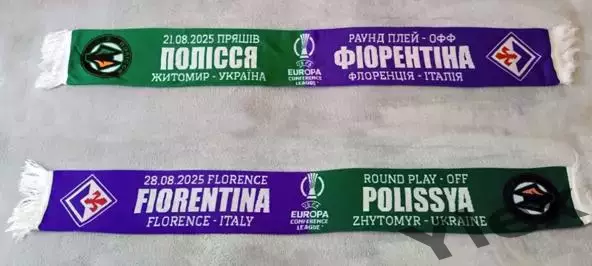 21.08.2025 ПРЯШІВ
ПОЛІССЯ
ЖИТОМИР - УКРАЇНА
EUROPA
CONFERENCE
LEAGUE
РАУНД ПЛЕЙ - ОФФ
ФІОРЕНТІНА
ФЛОРЕНЦІЯ - ІТАЛІЯ
28.08.2025 FLORENCE
FIORENTINA
FLORENCE - ITALY
EUROPA
CONFERENCE
LEAGUE
ROUND PLAY - OFF
POLISSYA
ZHYTOMYR - UKRAINE